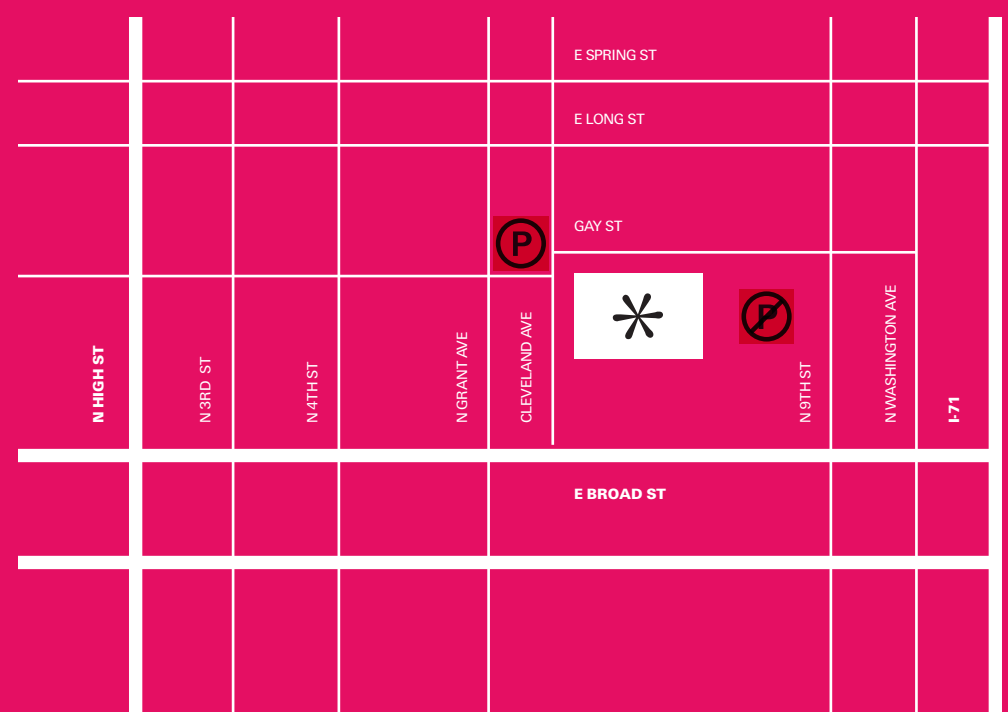 E SPRING ST
E LONG ST
GAY ST
P
*
P
N HIGH ST
N 3RD ST
N 4TH ST
N GRANT AVE
CLEVELAND AVE
N 9TH ST
N WASHINGTON AVE
I-71
E BROAD ST